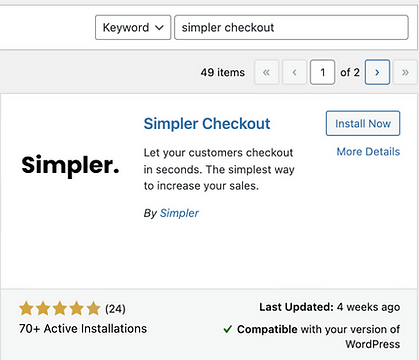 Keyword simpler checkout
49 items « ‹ 1 of 2 › »
Simpler Checkout Install Now
More Details
Simpler.
Let your customers checkout
in seconds. The simplest way
to increase your sales.
By Simpler
(24)
70+ Active Installations
Last Updated: 4 weeks ago
Compatible with your version of
WordPress